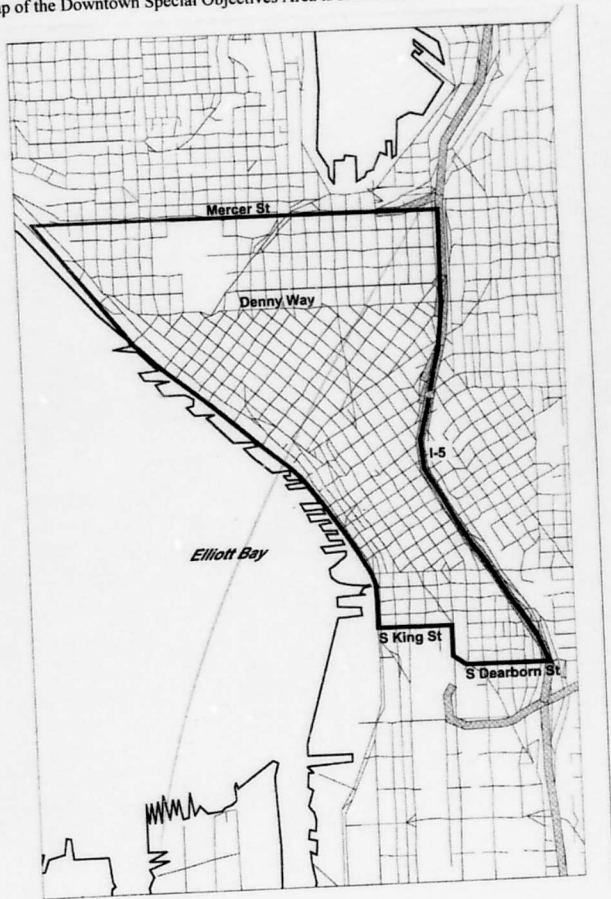 p of the Downtown Special Objectives Area
Mercer St
Denny Way
I-5
Elliott Bay
S King St
S Dearborn St